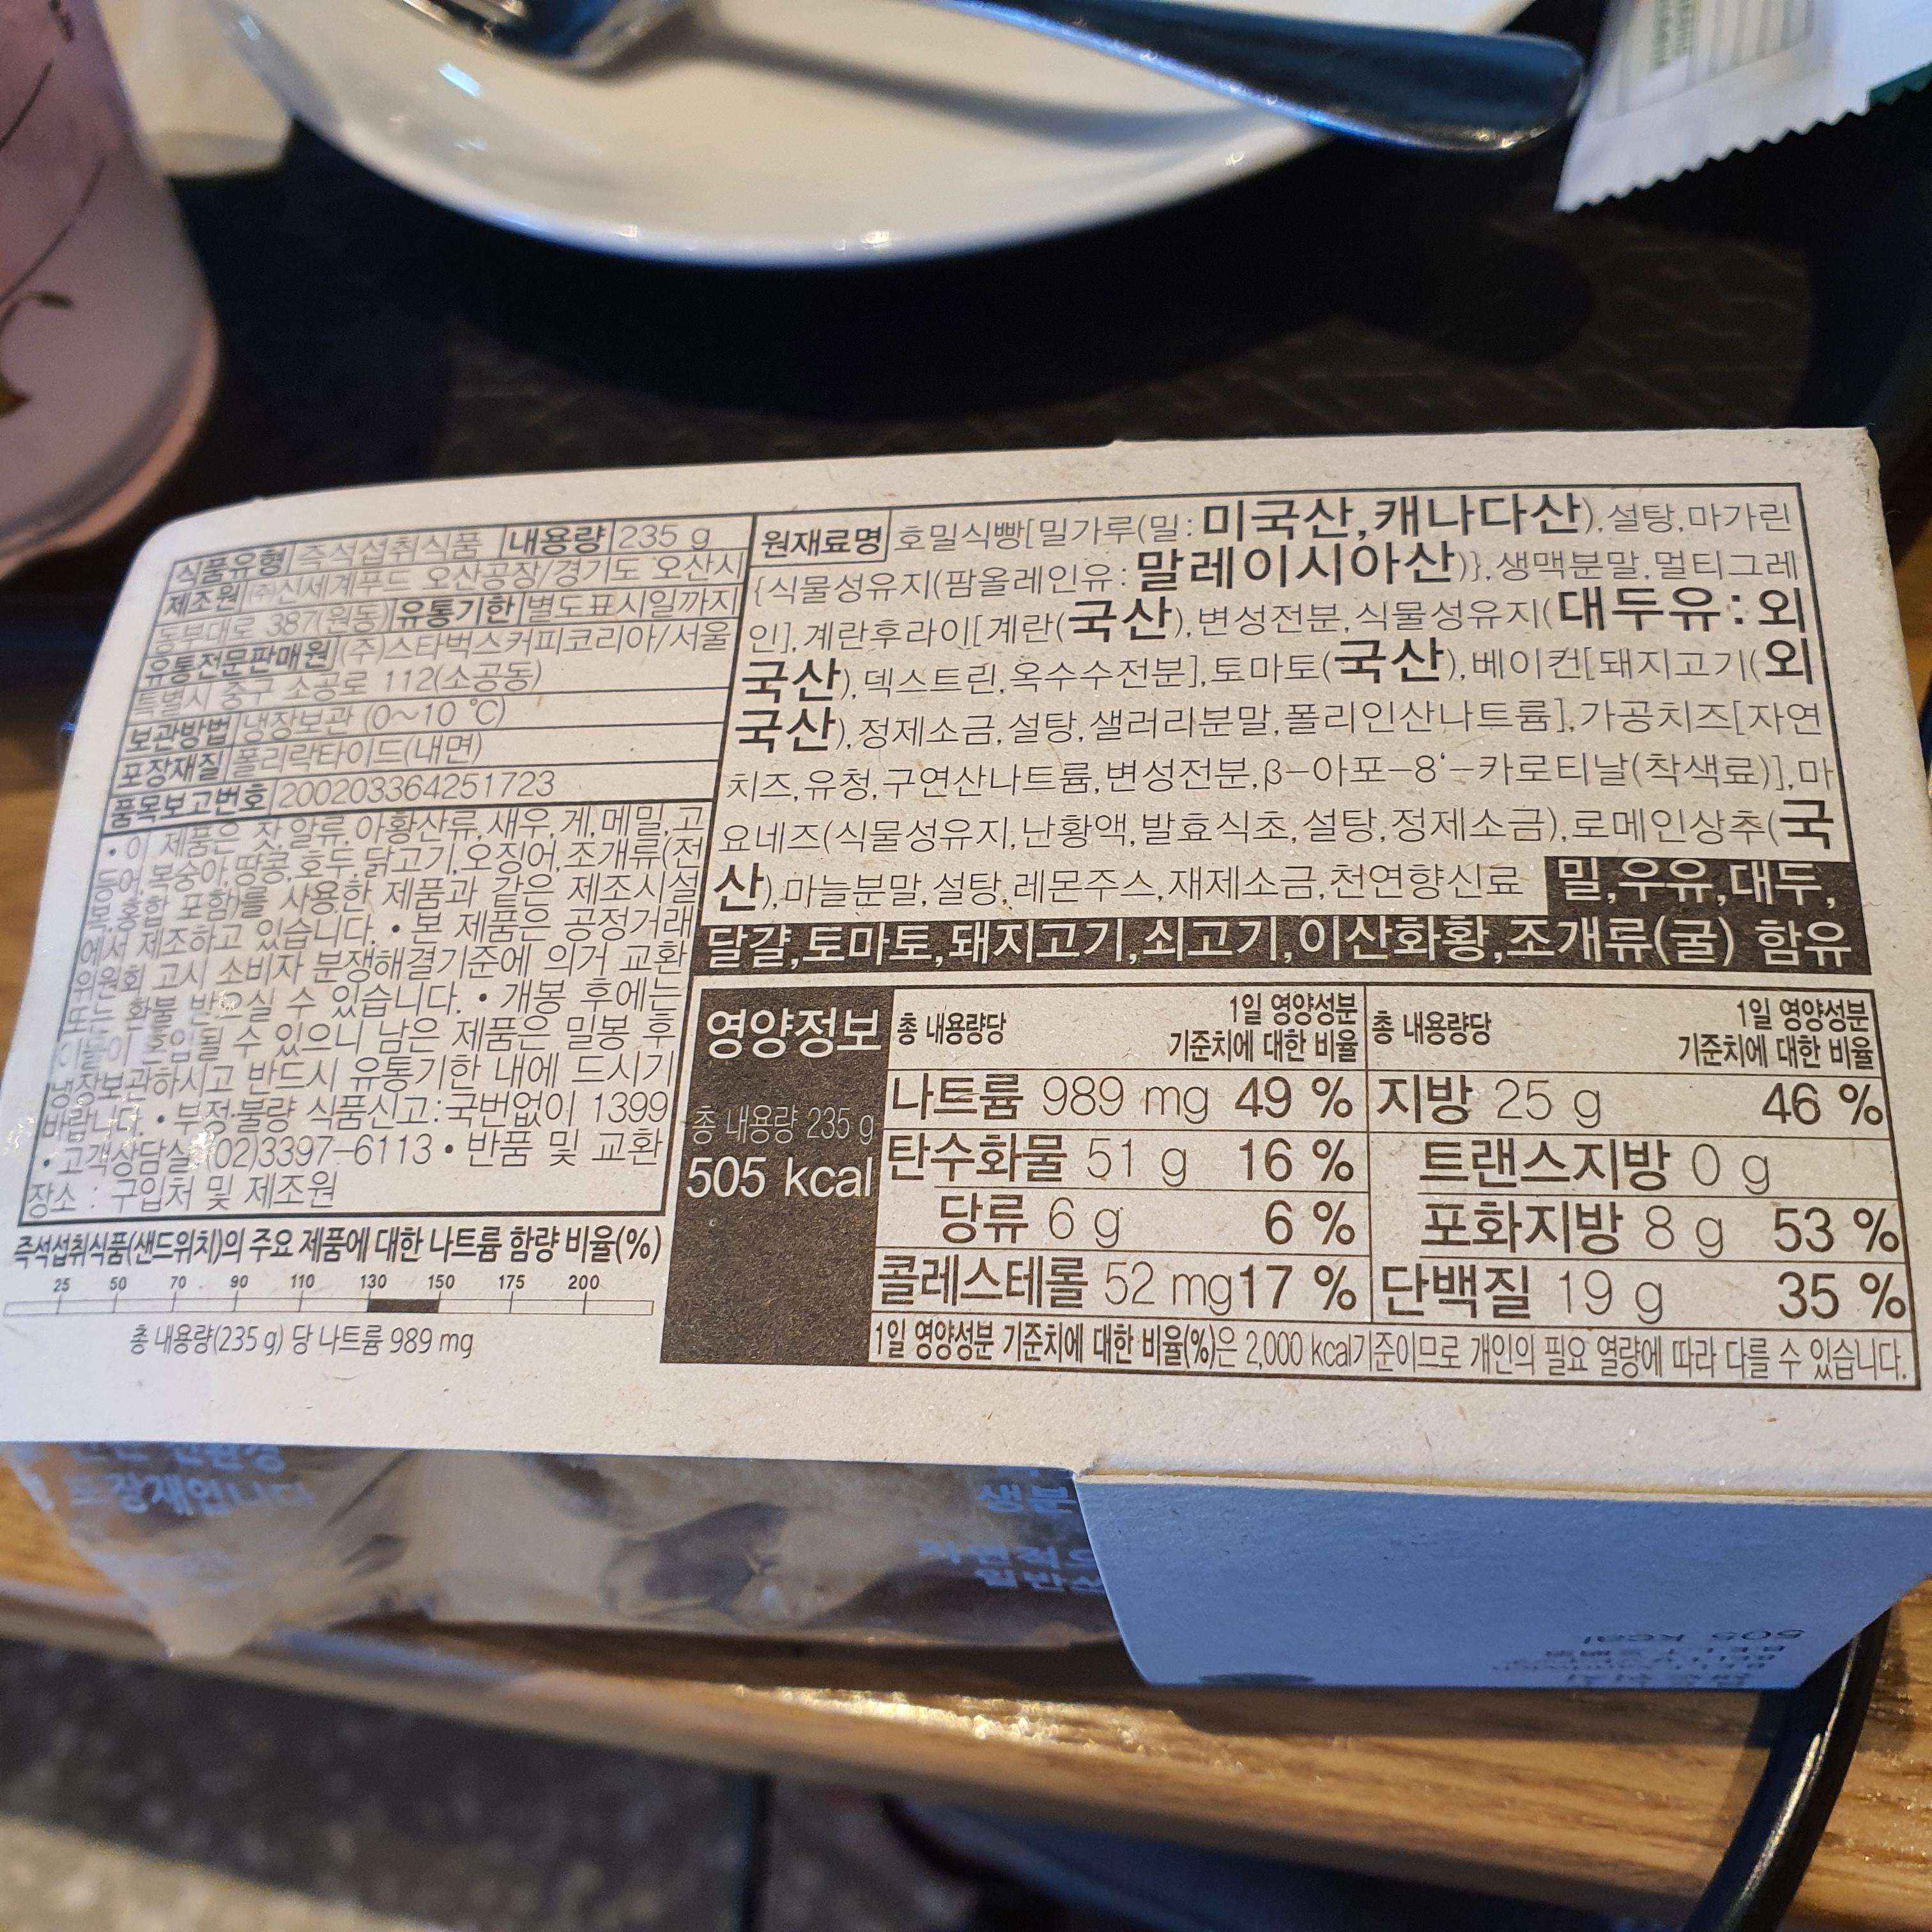 식품유형 즉석섭취식품 내용량 235 g
제조원 (주)신세계푸드 오산공장/경기도 오산시
동부대로 387(원동) 유통기한 별도표시일까지
유통전문판매원 (주)스타벅스커피코리아/서울
특별시 중구 소공로 112(소공동)
보관방법 냉장보관 (0~10 ℃)
포장재질 폴리락타이드(내면)
품목보고번호 200203364251723
• 이 제품은 잣,알류,아황산류,새우,게,메밀,고
등어,복숭아,땅콩,호두,닭고기,오징어,조개류(전
복,홍합 포함)를 사용한 제품과 같은 제조시설
에서 제조하고 있습니다. • 본 제품은 공정거래
위원회 고시 소비자 분쟁해결기준에 의거 교환
또는 환불 받으실 수 있습니다. • 개봉 후에는
이물이 혼입될 수 있으니 남은 제품은 밀봉 후
냉장보관하시고 반드시 유통기한 내에 드시기
바랍니다. • 부정·불량 식품신고:국번없이 1399
• 고객상담실 (02)3397-6113 • 반품 및 교환
장소 : 구입처 및 제조원
즉석섭취식품(샌드위치)의 주요 제품에 대한 나트륨 함량 비율(%)
25 50 70 90 110 130 150 175 200
총 내용량(235 g) 당 나트륨 989 mg
원재료명 호밀식빵[밀가루(밀:미국산,캐나다산),설탕,마가린
{식물성유지(팜올레인유:말레이시아산)},생맥분말,멀티그레
인],계란후라이[계란(국산),변성전분,식물성유지(대두유:외
국산),덱스트린,옥수수전분],토마토(국산),베이컨[돼지고기(외
국산),정제소금,설탕,샐러리분말,폴리인산나트륨],가공치즈[자연
치즈,유청,구연산나트륨,변성전분,β-아포-8'-카로티날(착색료)],마
요네즈(식물성유지,난황액,발효식초,설탕,정제소금),로메인상추(국
산),마늘분말,설탕,레몬주스,재제소금,천연향신료 밀,우유,대두,
달걀,토마토,돼지고기,쇠고기,이산화황,조개류(굴) 함유
영양정보
총 내용량 235 g
505 kcal
총 내용량당 1일 영양성분 기준치에 대한 비율 총 내용량당 1일 영양성분 기준치에 대한 비율
나트륨 989 mg 49 % 지방 25 g 46 %
탄수화물 51 g 16 % 트랜스지방 0 g
당류 6 g 6 % 포화지방 8 g 53 %
콜레스테롤 52 mg 17 % 단백질 19 g 35 %
1일 영양성분 기준치에 대한 비율(%)은 2,000 kcal기준이므로 개인의 필요 열량에 따라 다를 수 있습니다.
505 kcal